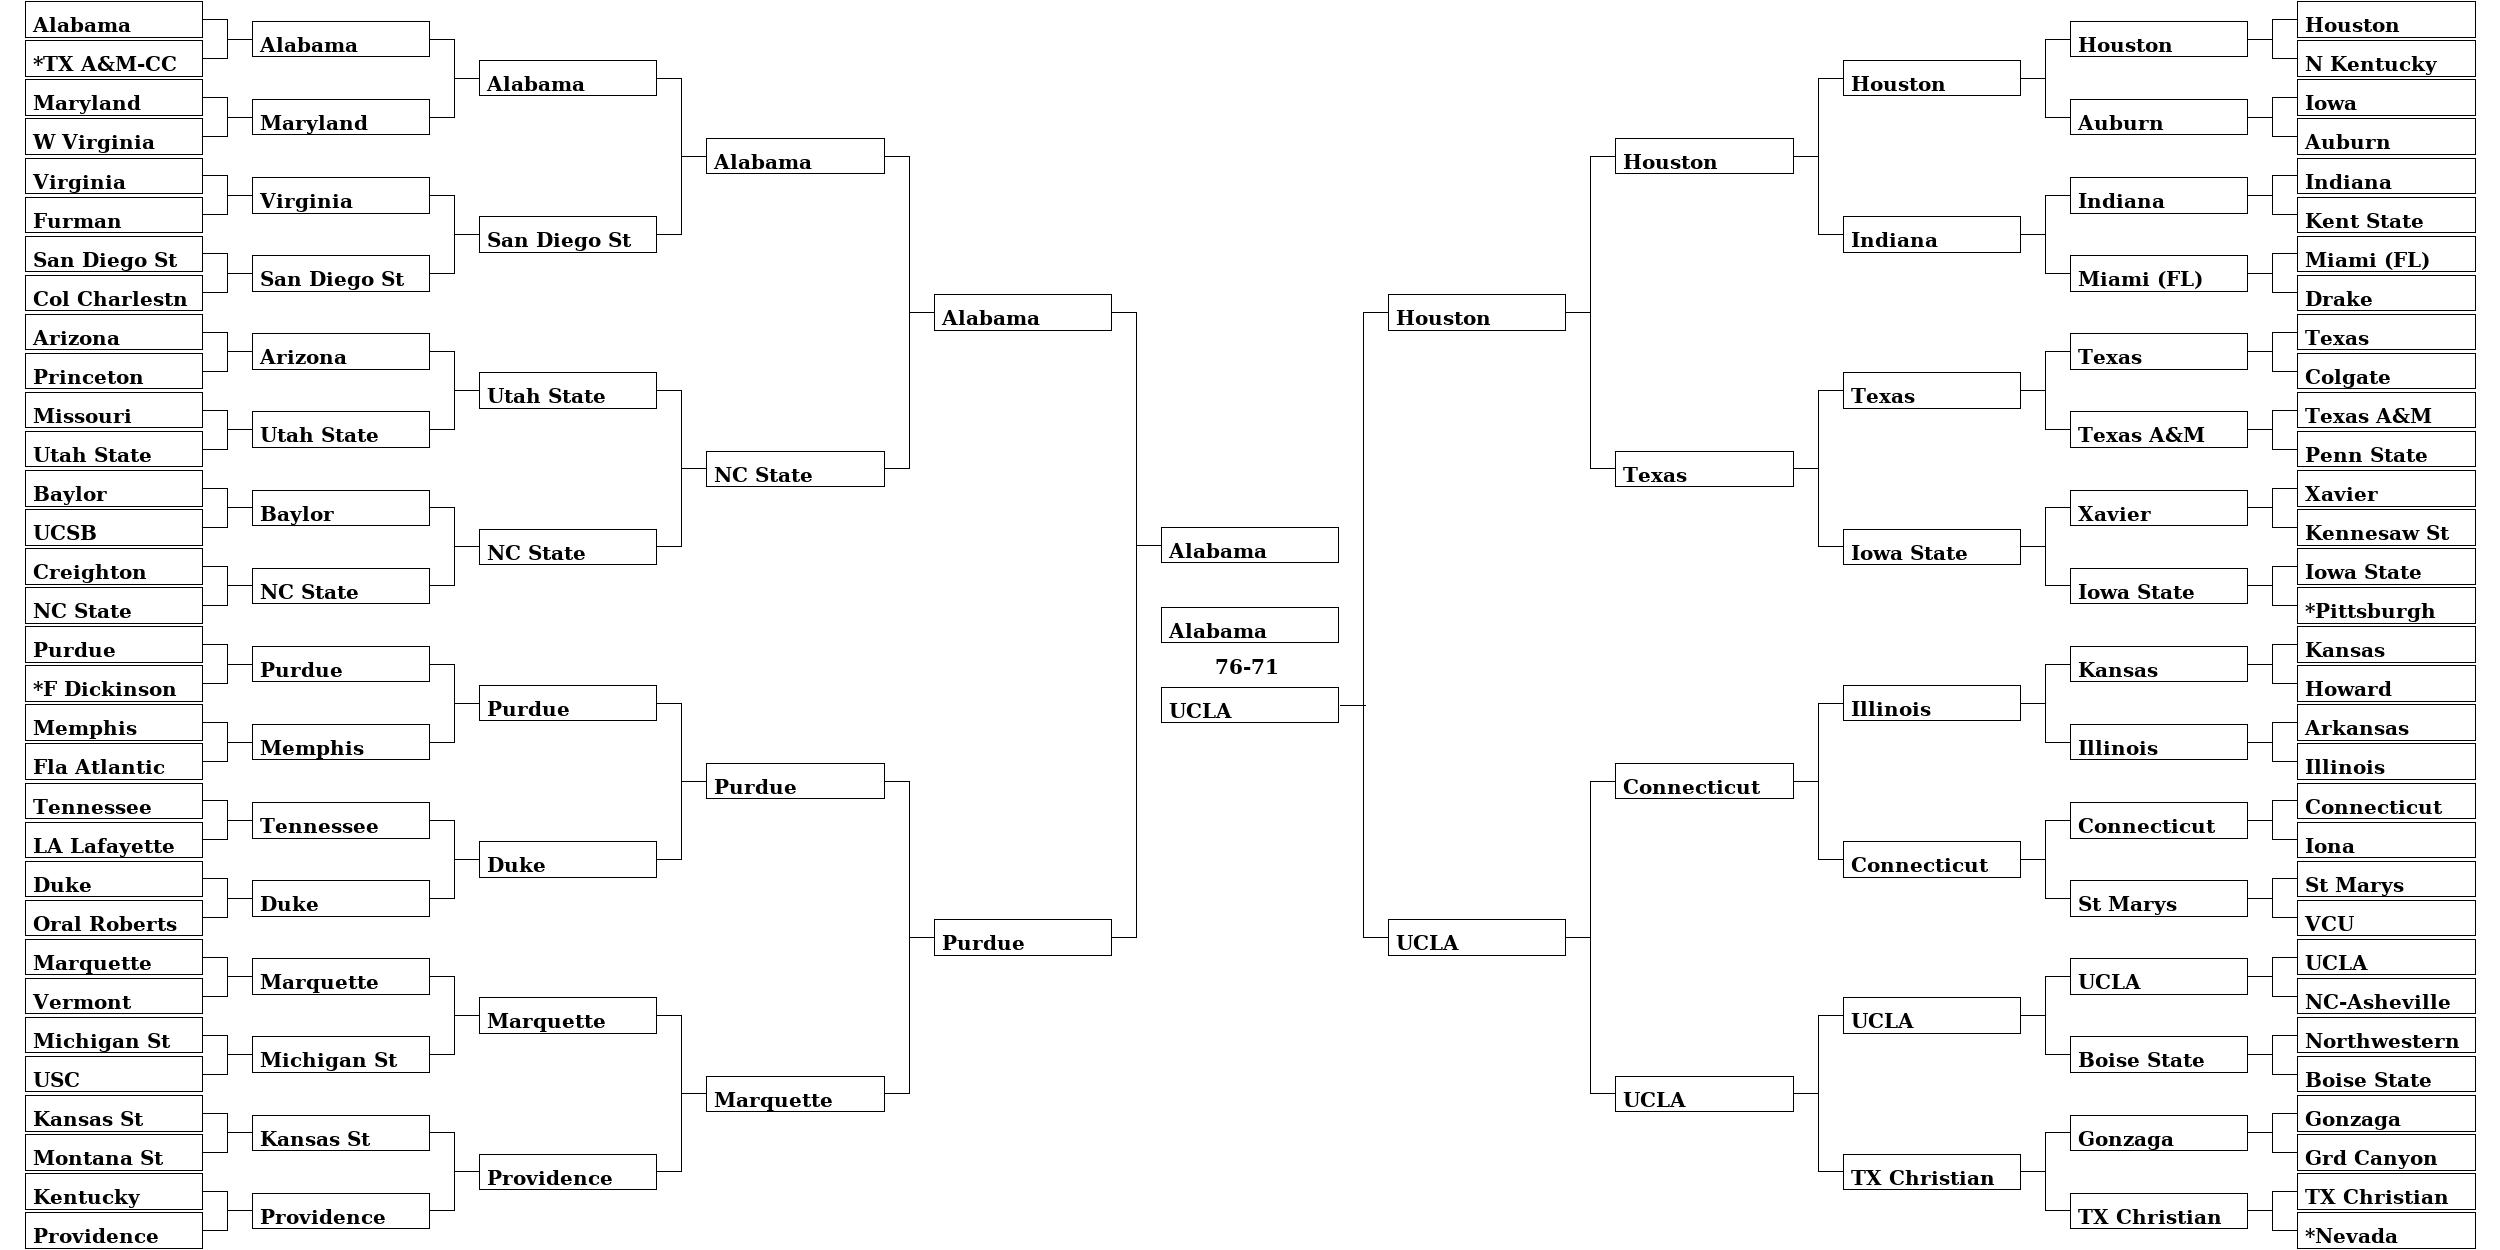 Alabama
*TX A&M-CC
Maryland
W Virginia
Virginia
Furman
San Diego St
Col Charlestn
Arizona
Princeton
Missouri
Utah State
Baylor
UCSB
Creighton
NC State
Purdue
*F Dickinson
Memphis
Fla Atlantic
Tennessee
LA Lafayette
Duke
Oral Roberts
Marquette
Vermont
Michigan St
USC
Kansas St
Montana St
Kentucky
Providence
Alabama
Maryland
Virginia
San Diego St
Arizona
Utah State
Baylor
NC State
Purdue
Memphis
Tennessee
Duke
Marquette
Michigan St
Kansas St
Providence
Alabama
San Diego St
Utah State
NC State
Purdue
Duke
Marquette
Providence
Alabama
NC State
Purdue
Marquette
Alabama
Purdue
Alabama
Alabama
76-71
UCLA
Houston
UCLA
Houston
Texas
Connecticut
UCLA
Houston
Indiana
Texas
Iowa State
Illinois
Connecticut
UCLA
TX Christian
Houston
Auburn
Indiana
Miami (FL)
Texas
Texas A&M
Xavier
Iowa State
Kansas
Illinois
Connecticut
St Marys
UCLA
Boise State
Gonzaga
TX Christian
Houston
N Kentucky
Iowa
Auburn
Indiana
Kent State
Miami (FL)
Drake
Texas
Colgate
Texas A&M
Penn State
Xavier
Kennesaw St
Iowa State
*Pittsburgh
Kansas
Howard
Arkansas
Illinois
Connecticut
Iona
St Marys
VCU
UCLA
NC-Asheville
Northwestern
Boise State
Gonzaga
Grd Canyon
TX Christian
*Nevada